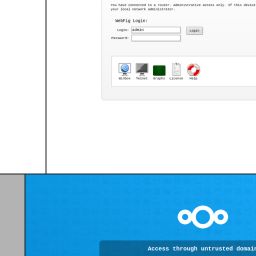 You have connected to a router. Administrative access only. If this device
your local network administrator.
WebFig Login:
Login: admin Login
Password:
Winbox Telnet Graphs License Help
Access through untrusted domain